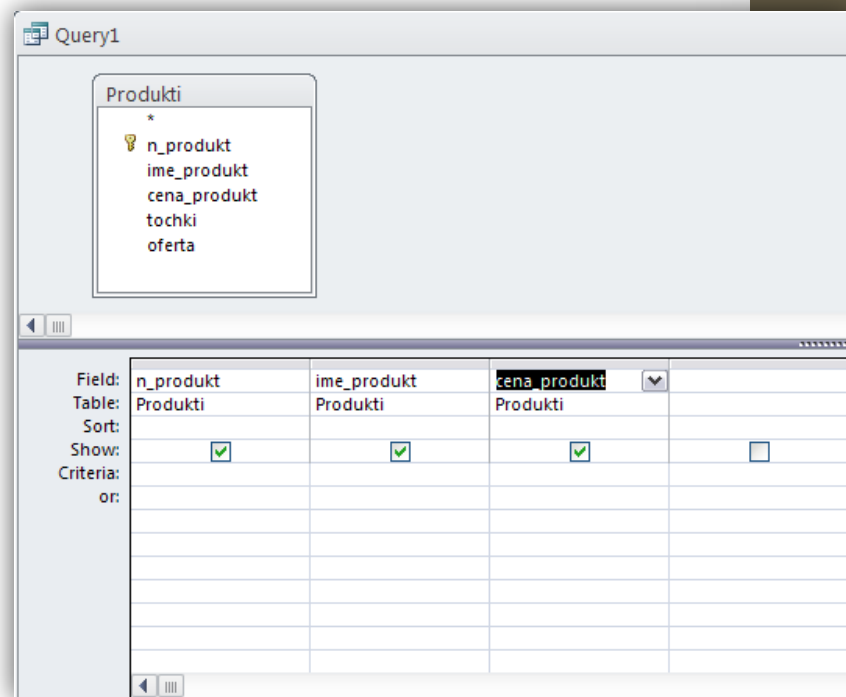 Query1
Produkti
*
n_produkt
ime_produkt
cena_produkt
tochki
oferta
Field: n_produkt ime_produkt cena_produkt
Table: Produkti Produkti Produkti
Sort:
Show:
Criteria:
or: